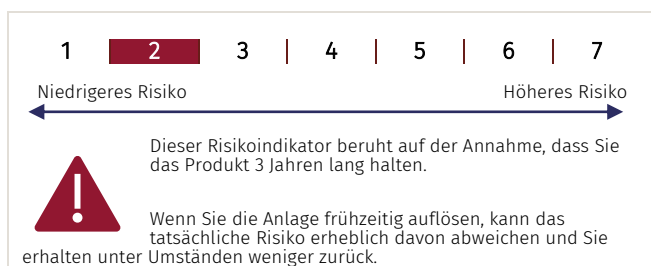 1 2 3 4 5 6 7
Niedrigeres Risiko Höheres Risiko
Dieser Risikoindikator beruht auf der Annahme, dass Sie
das Produkt 3 Jahren lang halten.
Wenn Sie die Anlage frühzeitig auflösen, kann das
tatsächliche Risiko erheblich davon abweichen und Sie
erhalten unter Umständen weniger zurück.